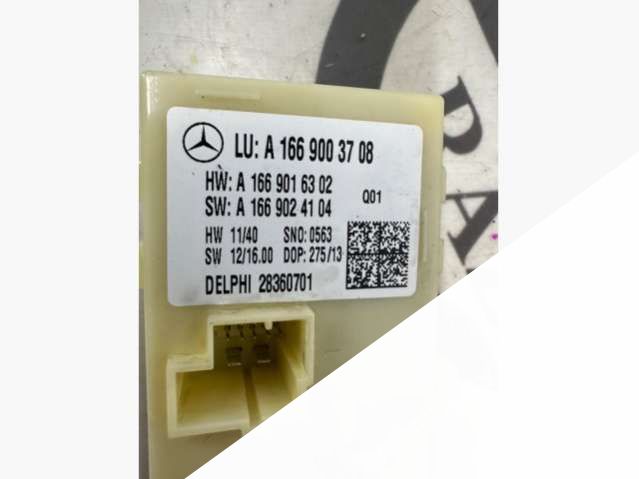 LU: A 166 900 37 08
HW: A 166 901 63 02
SW: A 166 902 41 04
Q01
HW 11/40 SNO: 0563
SW 12/16.00 DOP: 275/13
DELPHI 28360701